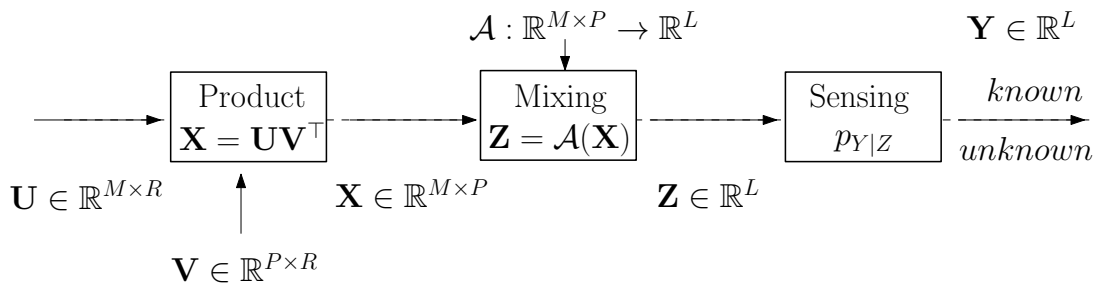 𝒜 : ℝ^{M×P} → ℝ^L
𝐘 ∈ ℝ^L
Product
𝐗 = 𝐔𝐕^⊤
Mixing
𝐙 = 𝒜(𝐗)
Sensing
p_{Y|Z}
known
unknown
𝐔 ∈ ℝ^{M×R}
𝐗 ∈ ℝ^{M×P}
𝐙 ∈ ℝ^L
𝐕 ∈ ℝ^{P×R}